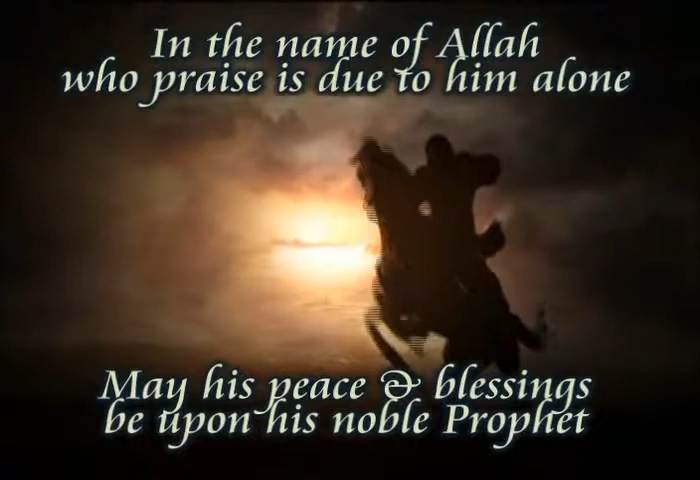 In the name of Allah
who praise is due to him alone
May his peace & blessings
be upon his noble Prophet